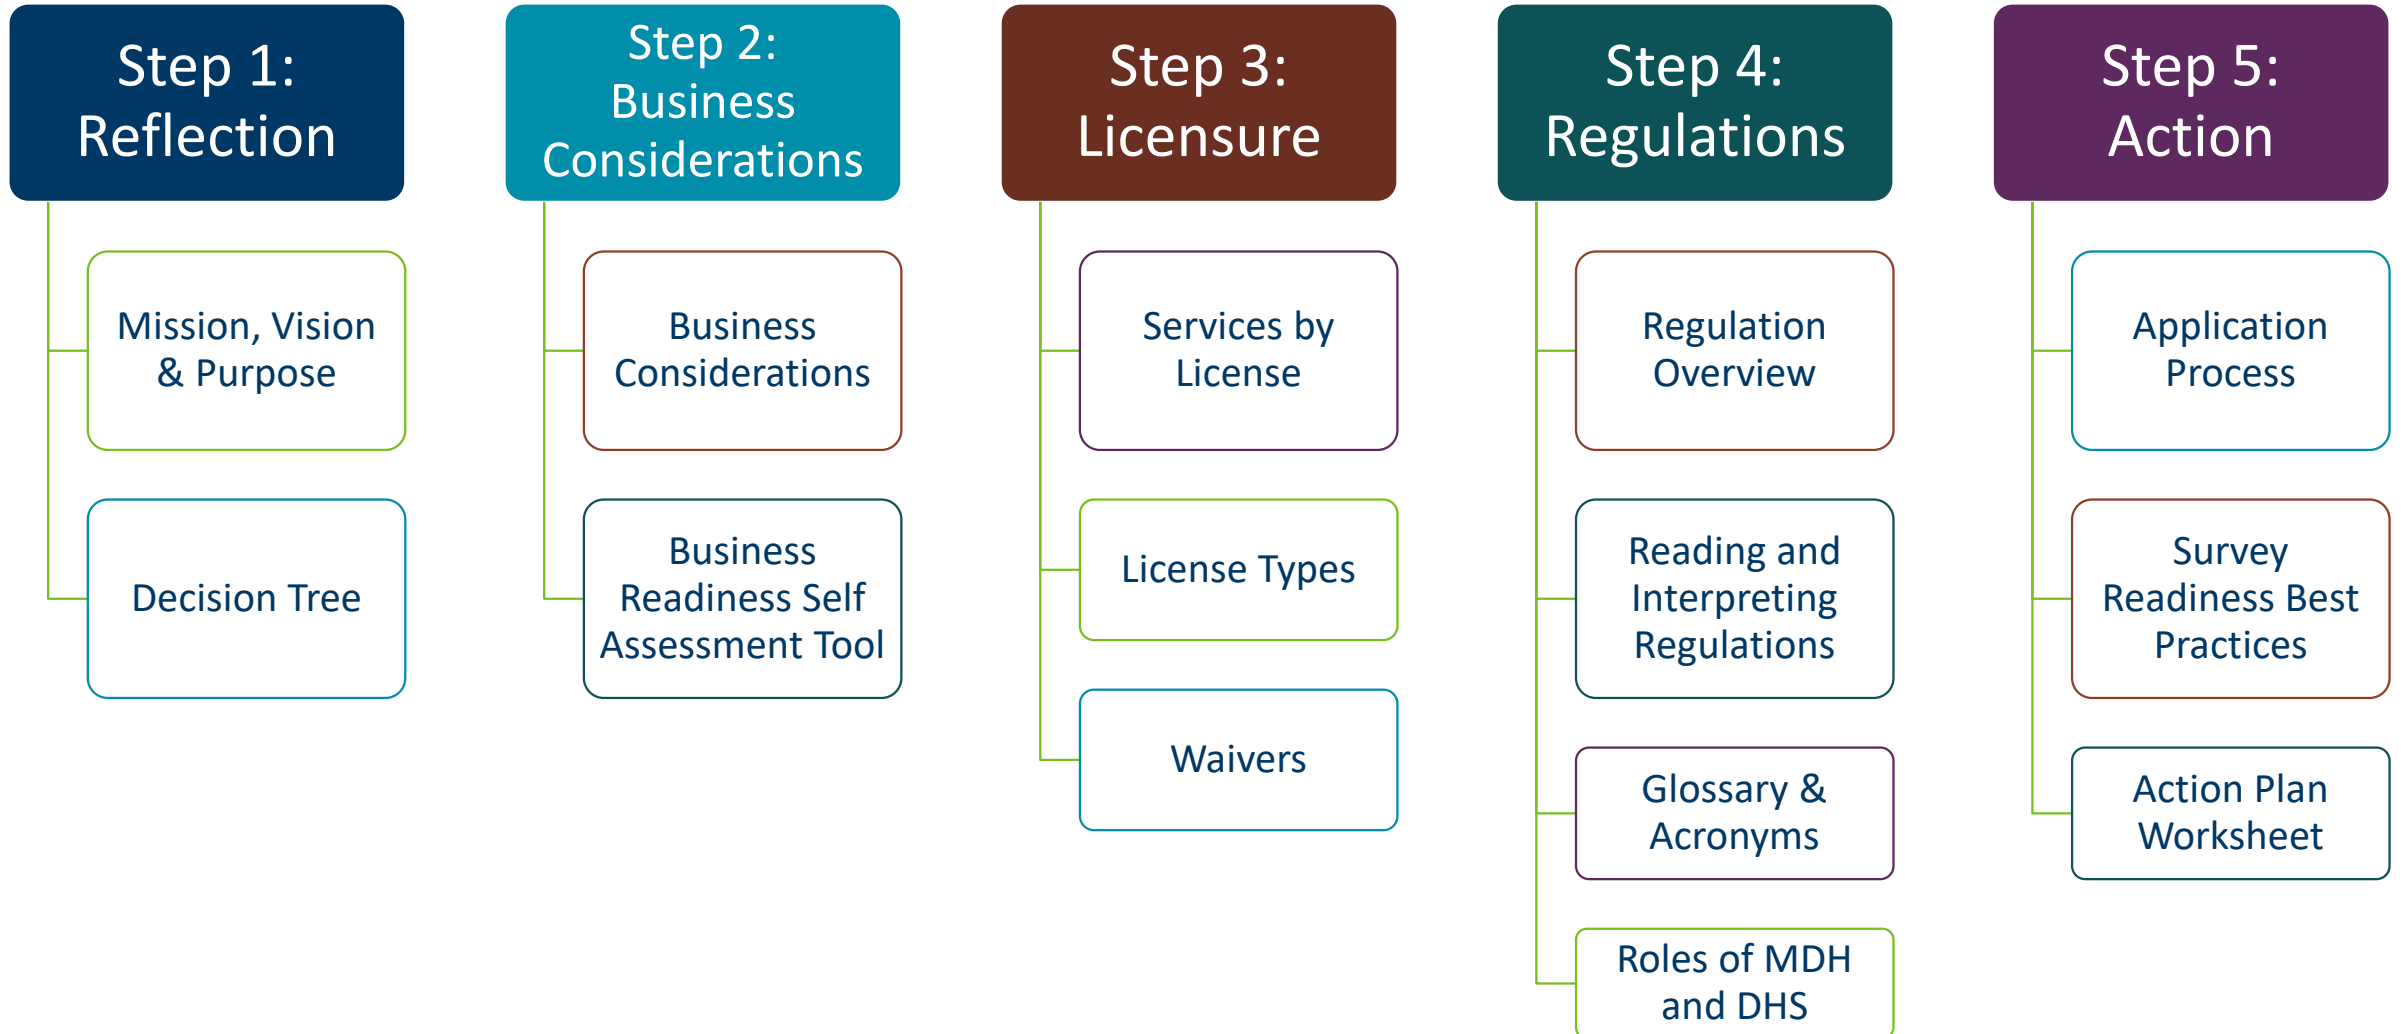 Step 1:
Reflection
Mission, Vision
& Purpose
Decision Tree
Step 2:
Business
Considerations
Business
Considerations
Business
Readiness Self
Assessment Tool
Step 3:
Licensure
Services by
License
License Types
Waivers
Step 4:
Regulations
Regulation
Overview
Reading and
Interpreting
Regulations
Glossary &
Acronyms
Roles of MDH
and DHS
Step 5:
Action
Application
Process
Survey
Readiness Best
Practices
Action Plan
Worksheet